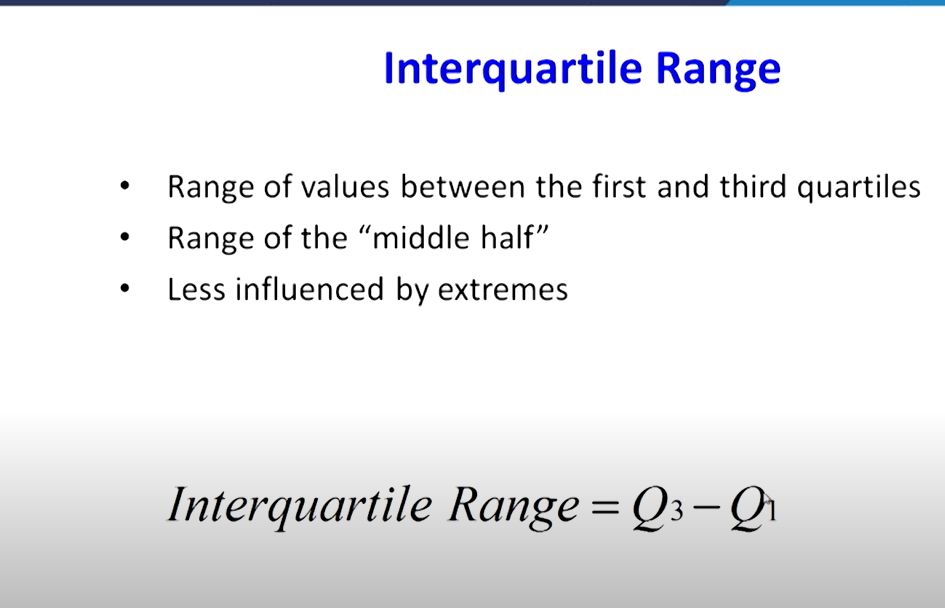 Interquartile Range
• Range of values between the first and third quartiles
• Range of the “middle half”
• Less influenced by extremes
Interquartile Range = Q3 − Q1